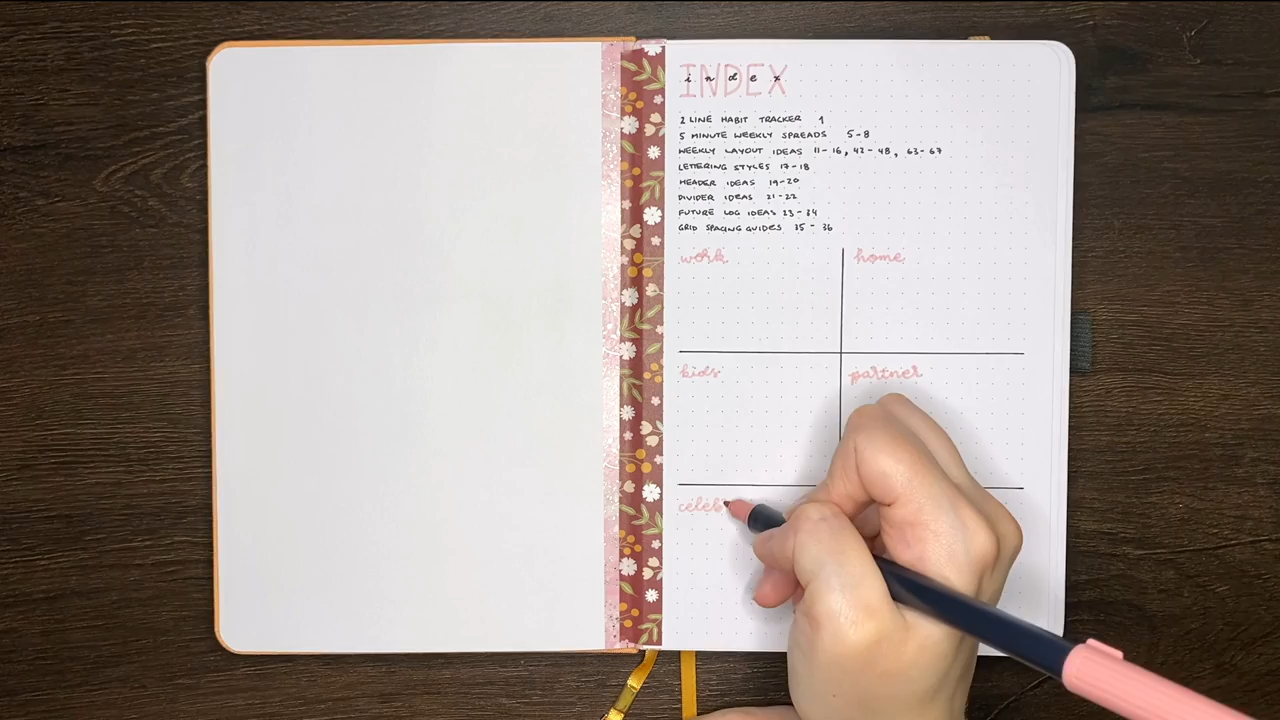 INDEX
index
2 LINE HABIT TRACKER 1
5 MINUTE WEEKLY SPREADS 5-8
WEEKLY LAYOUT IDEAS 11-16, 42-48, 63-67
LETTERING STYLES 17-18
HEADER IDEAS 19-20
DIVIDER IDEAS 21-22
FUTURE LOG IDEAS 23-34
GRID SPACING GUIDES 35-36
work home
kids partner
celeb